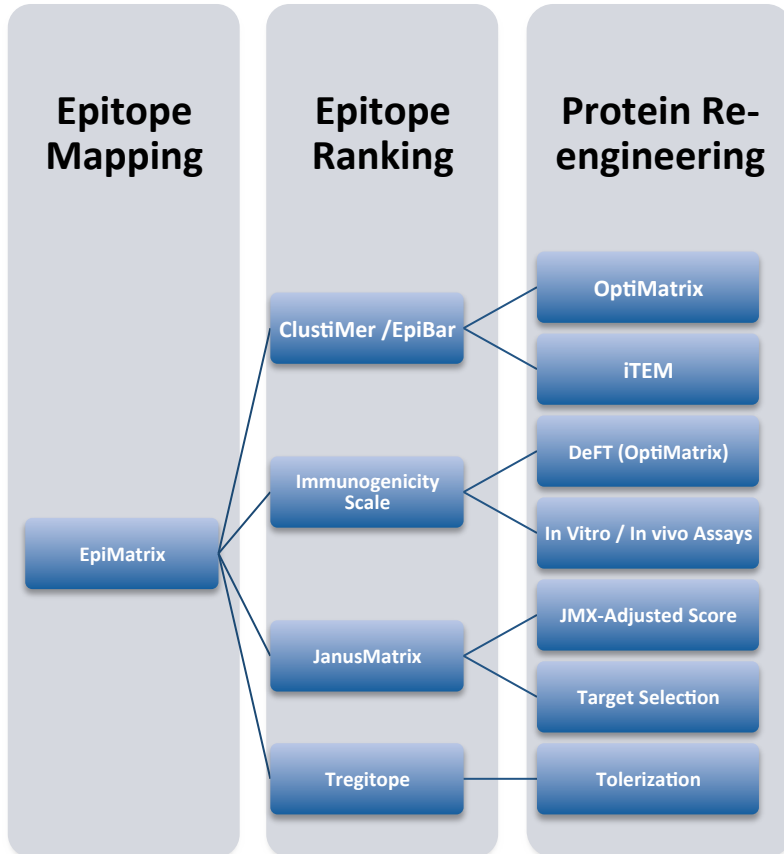 Epitope
Mapping
Epitope
Ranking
Protein Re-
engineering
EpiMatrix
ClustiMer /EpiBar
Immunogenicity
Scale
JanusMatrix
Tregitope
OptiMatrix
iTEM
DeFT (OptiMatrix)
In Vitro / In vivo Assays
JMX-Adjusted Score
Target Selection
Tolerization